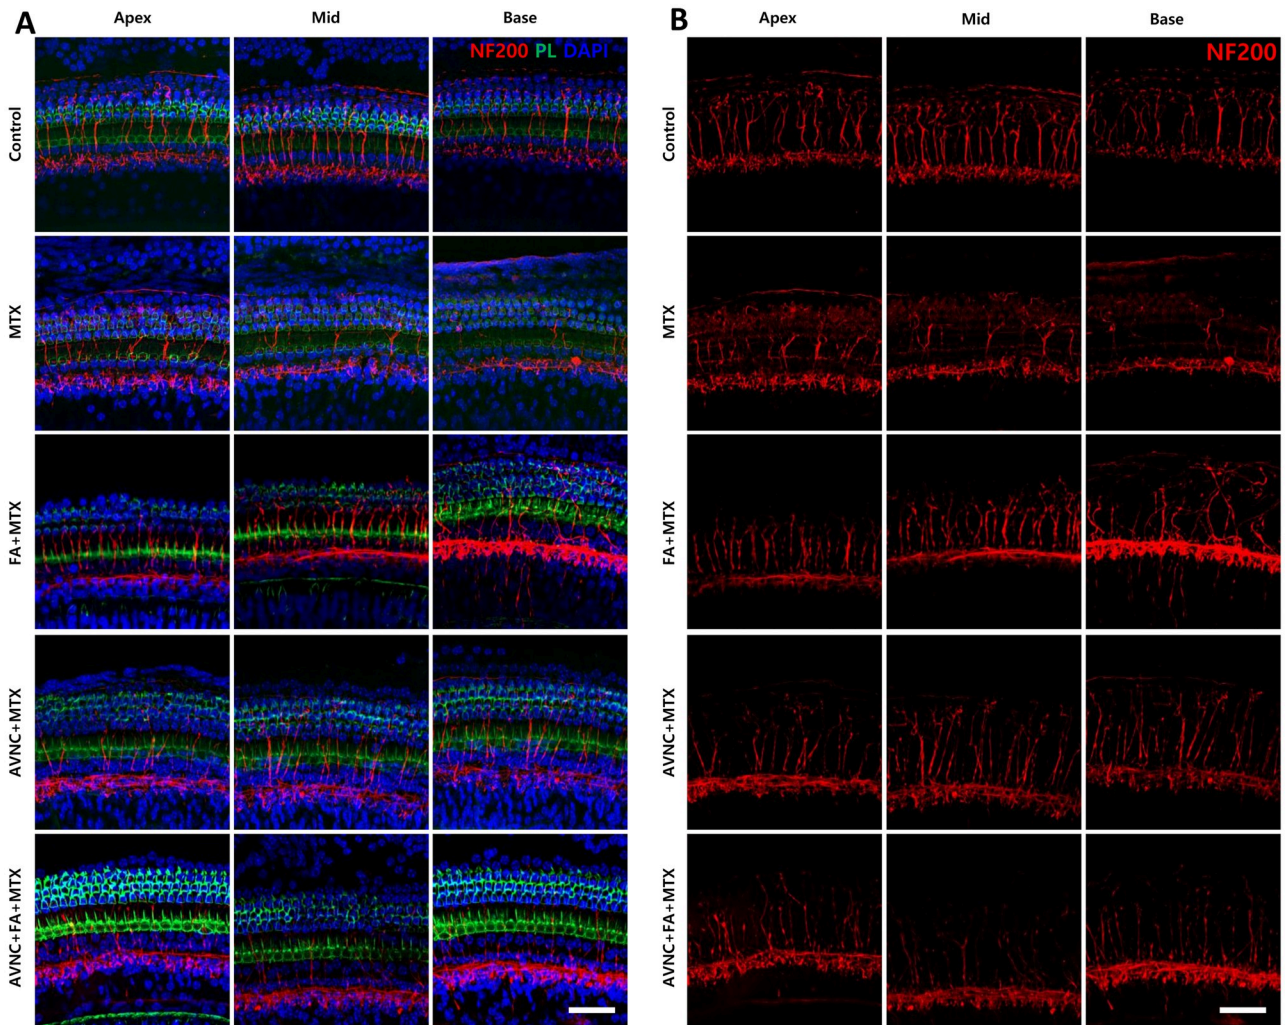 A
Apex Mid Base
NF200 PL DAPI
Control
MTX
FA+MTX
AVNC+MTX
AVNC+FA+MTX
B
Apex Mid Base
NF200
Control
MTX
FA+MTX
AVNC+MTX
AVNC+FA+MTX